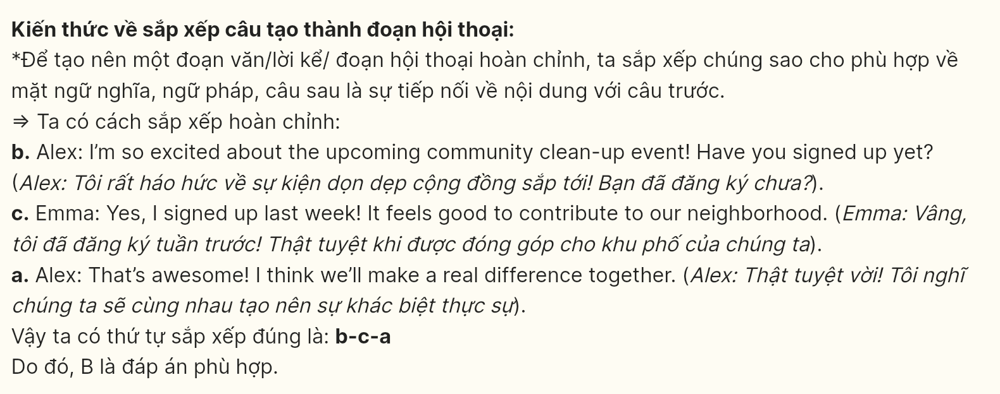 Kiến thức về sắp xếp câu tạo thành đoạn hội thoại:
*Để tạo nên một đoạn văn/lời kể/ đoạn hội thoại hoàn chỉnh, ta sắp xếp chúng sao cho phù hợp về
mặt ngữ nghĩa, ngữ pháp, câu sau là sự tiếp nối về nội dung với câu trước.
⇒ Ta có cách sắp xếp hoàn chỉnh:
b. Alex: I’m so excited about the upcoming community clean-up event! Have you signed up yet?
(Alex: Tôi rất háo hức về sự kiện dọn dẹp cộng đồng sắp tới! Bạn đã đăng ký chưa?).
c. Emma: Yes, I signed up last week! It feels good to contribute to our neighborhood. (Emma: Vâng,
tôi đã đăng ký tuần trước! Thật tuyệt khi được đóng góp cho khu phố của chúng ta).
a. Alex: That’s awesome! I think we’ll make a real difference together. (Alex: Thật tuyệt vời! Tôi nghĩ
chúng ta sẽ cùng nhau tạo nên sự khác biệt thực sự).
Vậy ta có thứ tự sắp xếp đúng là: b-c-a
Do đó, B là đáp án phù hợp.